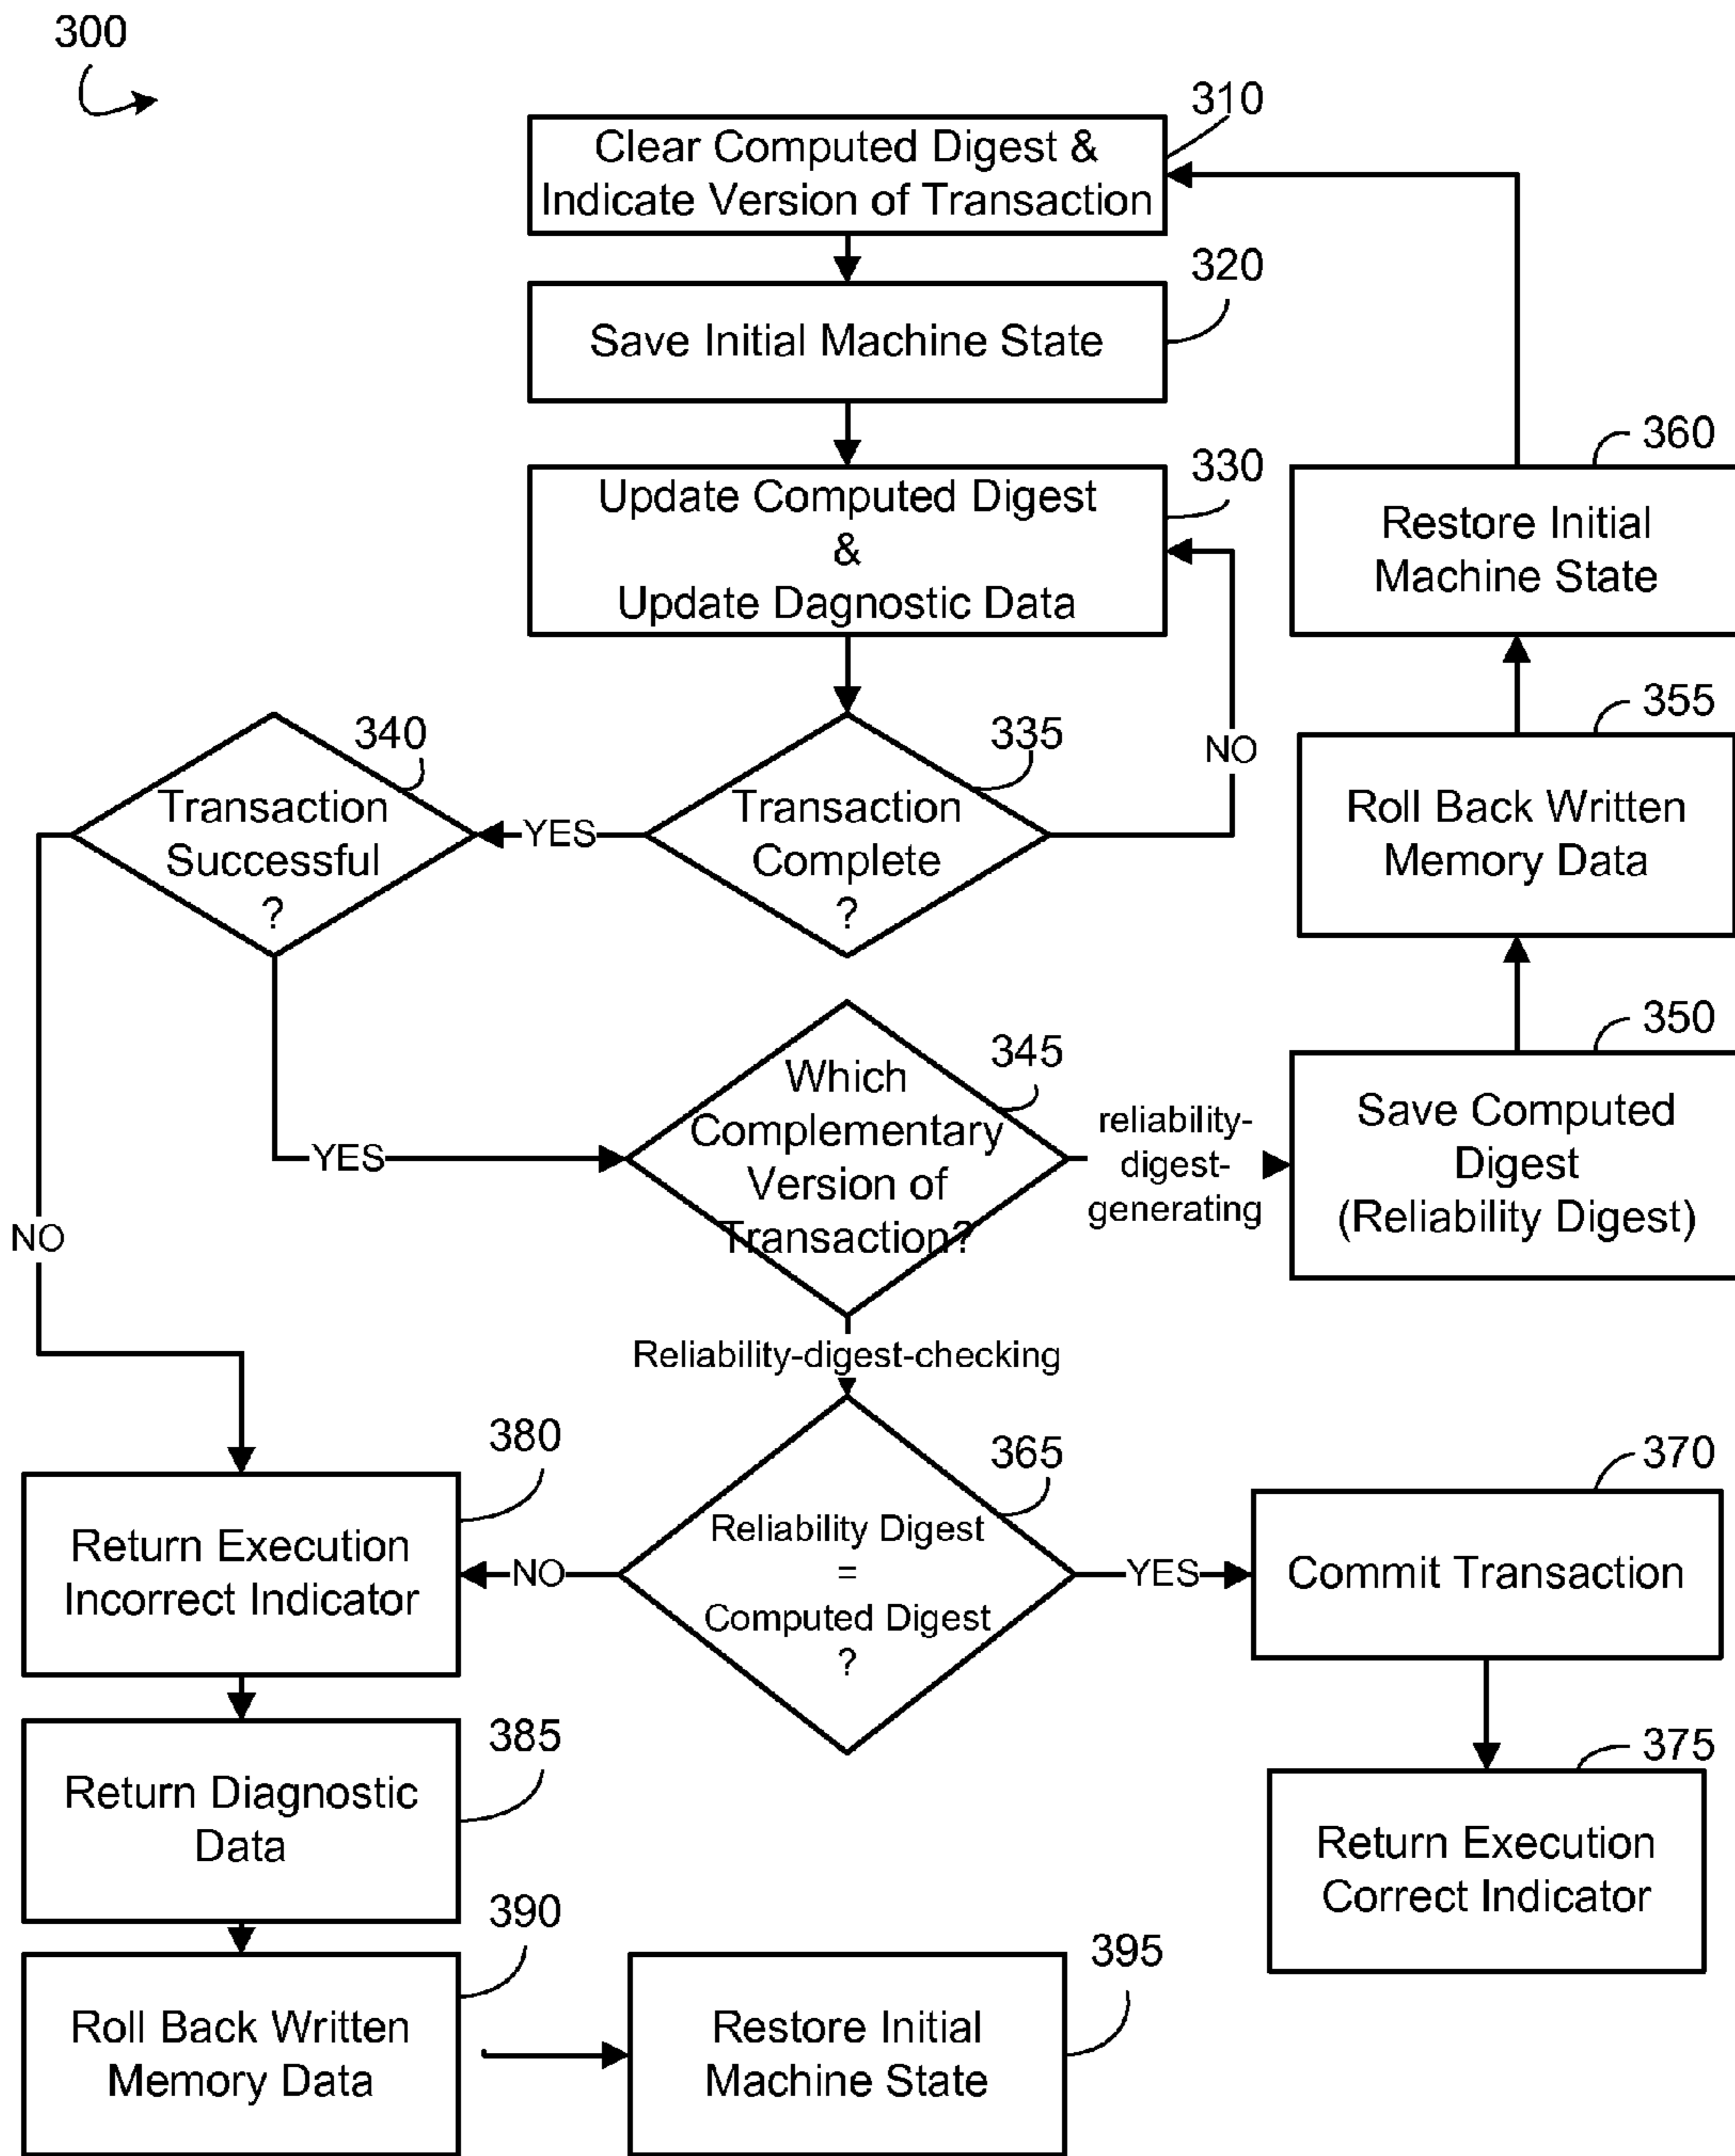 300
310
Clear Computed Digest &
Indicate Version of Transaction
320
Save Initial Machine State
330
Update Computed Digest
&
Update Dagnostic Data
360
Restore Initial
Machine State
340
Transaction
Successful
?
YES
335
Transaction
Complete
?
NO
355
Roll Back Written
Memory Data
350
Save Computed
Digest
(Reliability Digest)
345
Which
Complementary
Version of
Transaction?
reliability-
digest-
generating
YES
NO
Reliability-digest-checking
380
Return Execution
Incorrect Indicator
NO
365
Reliability Digest
=
Computed Digest
?
YES
370
Commit Transaction
385
Return Diagnostic
Data
375
Return Execution
Correct Indicator
390
Roll Back Written
Memory Data
395
Restore Initial
Machine State